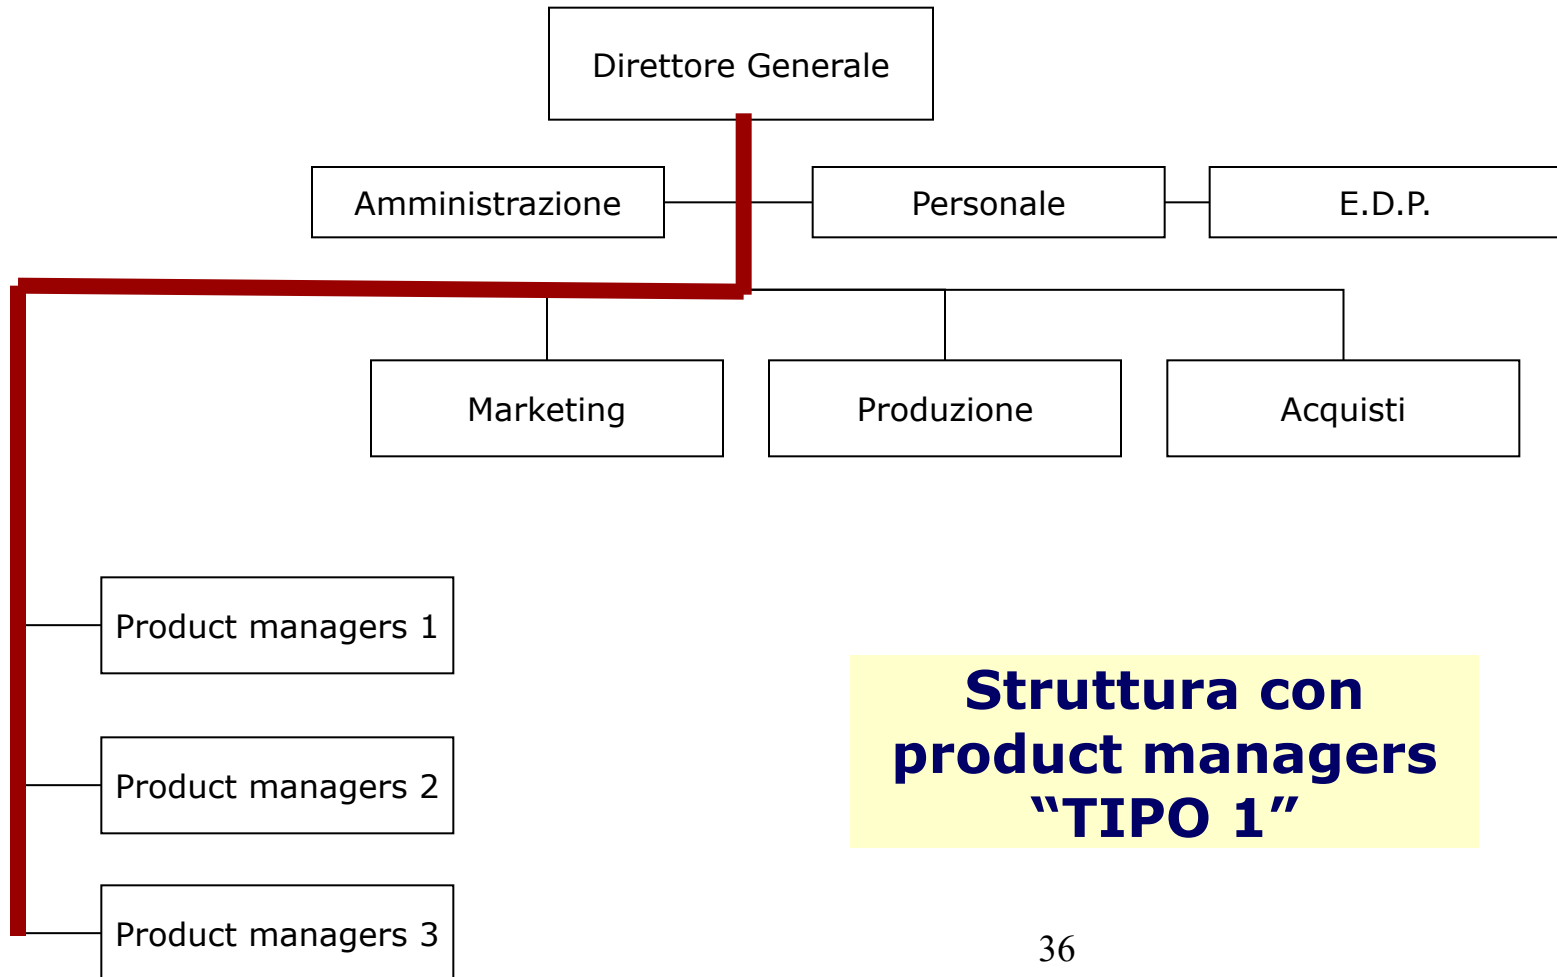 Direttore Generale
Amministrazione
Personale
E.D.P.
Marketing
Produzione
Acquisti
Product managers 1
Product managers 2
Product managers 3
Struttura con
product managers
“TIPO 1”
36